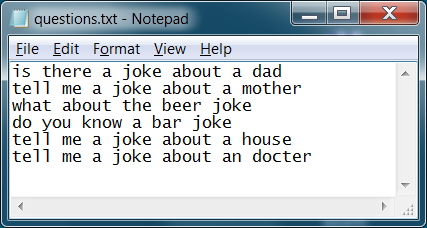 questions.txt - Notepad
File Edit Format View Help
is there a joke about a dad
tell me a joke about a mother
what about the beer joke
do you know a bar joke
tell me a joke about a house
tell me a joke about an docter